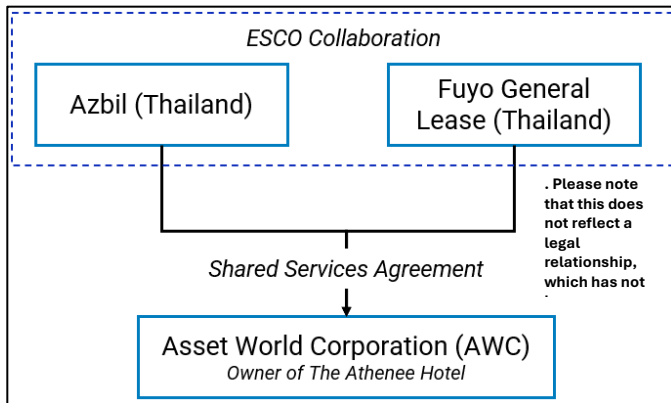 ESCO Collaboration
Azbil (Thailand)
Fuyo General
Lease (Thailand)
. Please note
that this does
not reflect a
legal
relationship,
which has not
Shared Services Agreement
Asset World Corporation (AWC)
Owner of The Athenee Hotel